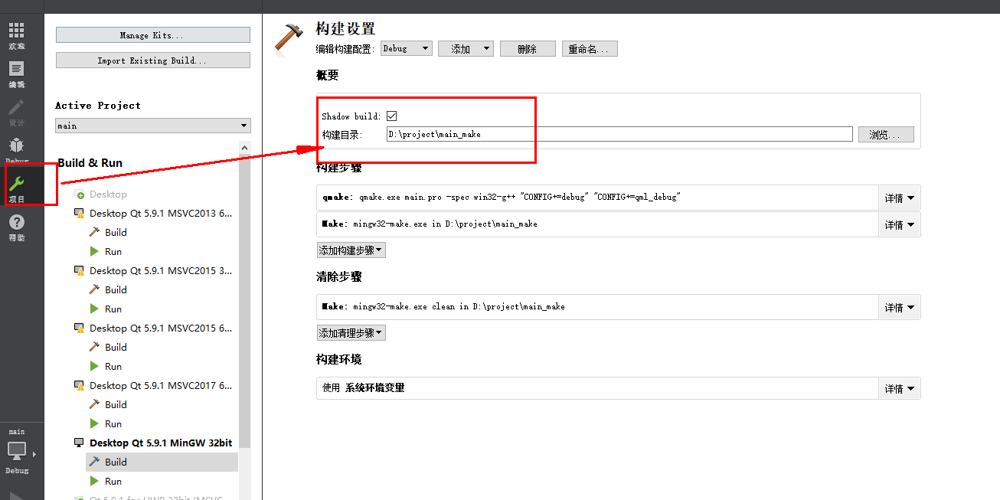 欢迎
编辑
设计
Debug
项目
帮助
main
Debug
Manage Kits...
Import Existing Build...
Active Project
main
Build & Run
Desktop
Desktop Qt 5.9.1 MSVC2013 6...
Build
Run
Desktop Qt 5.9.1 MSVC2015 3...
Build
Run
Desktop Qt 5.9.1 MSVC2015 6...
Build
Run
Desktop Qt 5.9.1 MSVC2017 6...
Build
Run
Desktop Qt 5.9.1 MinGW 32bit
Build
Run
构建设置
编辑构建配置: Debug 添加 删除 重命名...
概要
Shadow build:
构建目录: D:\project\main_make 浏览...
构建步骤
qmake: qmake.exe main.pro -spec win32-g++ "CONFIG+=debug" "CONFIG+=qml_debug" 详情
Make: mingw32-make.exe in D:\project\main_make 详情
添加构建步骤
清除步骤
Make: mingw32-make.exe clean in D:\project\main_make 详情
添加清理步骤
构建环境
使用 系统环境变量 详情